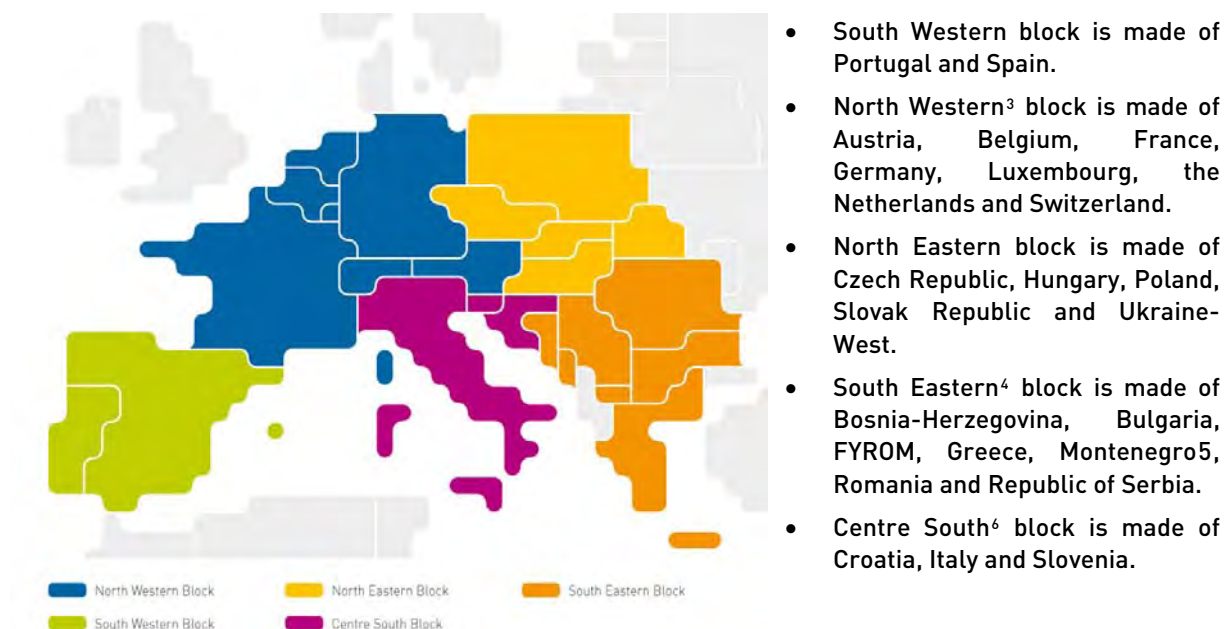 • South Western block is made of
Portugal and Spain.
• North Western³ block is made of
Austria, Belgium, France,
Germany, Luxembourg, the
Netherlands and Switzerland.
• North Eastern block is made of
Czech Republic, Hungary, Poland,
Slovak Republic and Ukraine-
West.
• South Eastern⁴ block is made of
Bosnia-Herzegovina, Bulgaria,
FYROM, Greece, Montenegro5,
Romania and Republic of Serbia.
• Centre South⁶ block is made of
Croatia, Italy and Slovenia.
North Western Block
North Eastern Block
South Eastern Block
South Western Block
Centre South Block